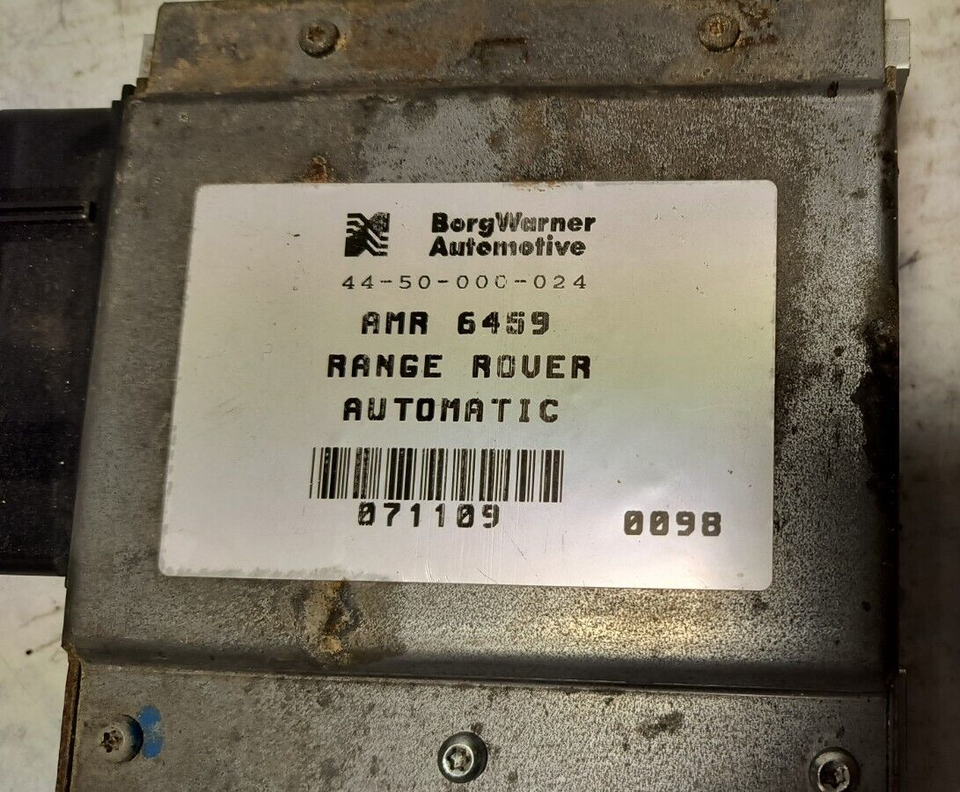 BorgWarner
Automotive
44-50-000-024
AMR 6459
RANGE ROVER
AUTOMATIC
071109
0098